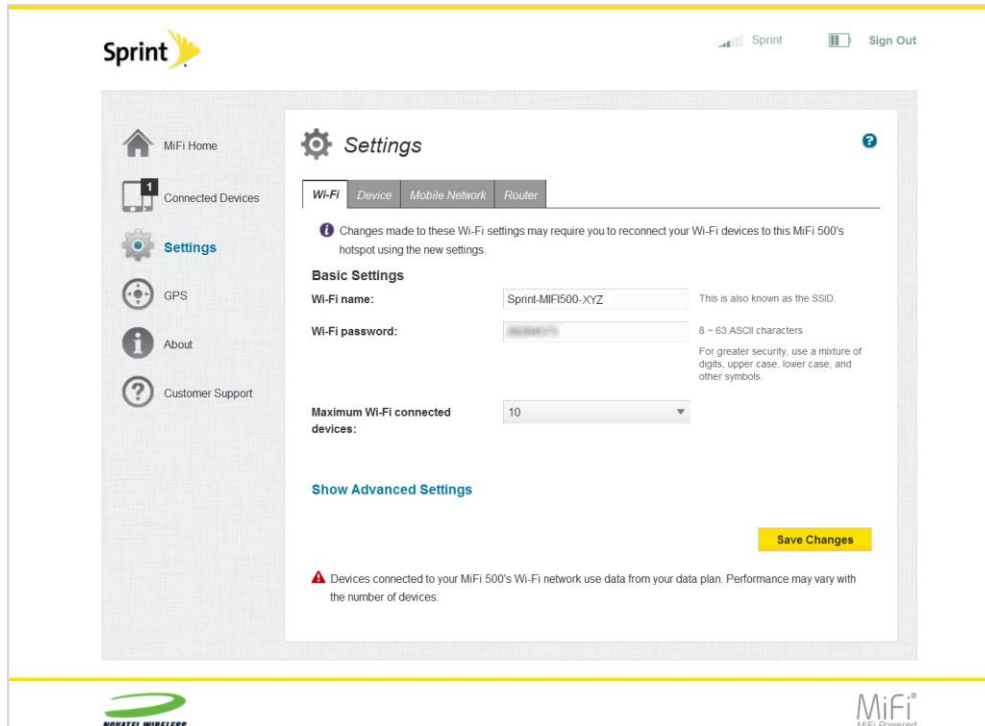 Sprint
Sprint
Sign Out
MiFi Home
1
Connected Devices
Settings
GPS
About
Customer Support
Settings
Wi-Fi Device Mobile Network Router
Changes made to these Wi-Fi settings may require you to reconnect your Wi-Fi devices to this MiFi 500's
hotspot using the new settings.
Basic Settings
Wi-Fi name:
Sprint-MIFI500-XYZ
This is also known as the SSID.
Wi-Fi password:
8 ~ 63 ASCII characters
For greater security, use a mixture of
digits, upper case, lower case, and
other symbols.
Maximum Wi-Fi connected
devices:
10
Show Advanced Settings
Save Changes
Devices connected to your MiFi 500's Wi-Fi network use data from your data plan. Performance may vary with
the number of devices.
NOVATEL WIRELESS
MiFi®
MiFi Powered